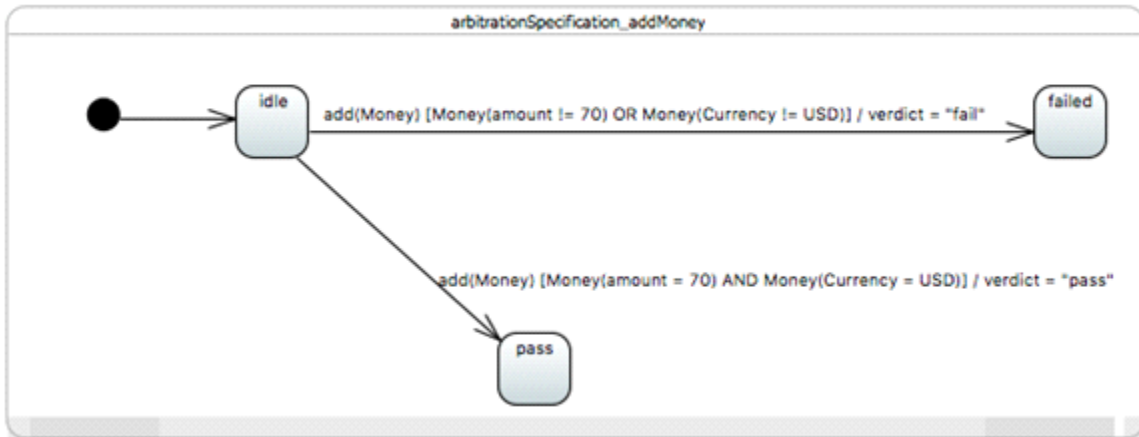 arbitrationSpecification_addMoney
idle
add(Money) [Money(amount != 70) OR Money(Currency != USD)] / verdict = "fail"
failed
add(Money) [Money(amount = 70) AND Money(Currency = USD)] / verdict = "pass"
pass